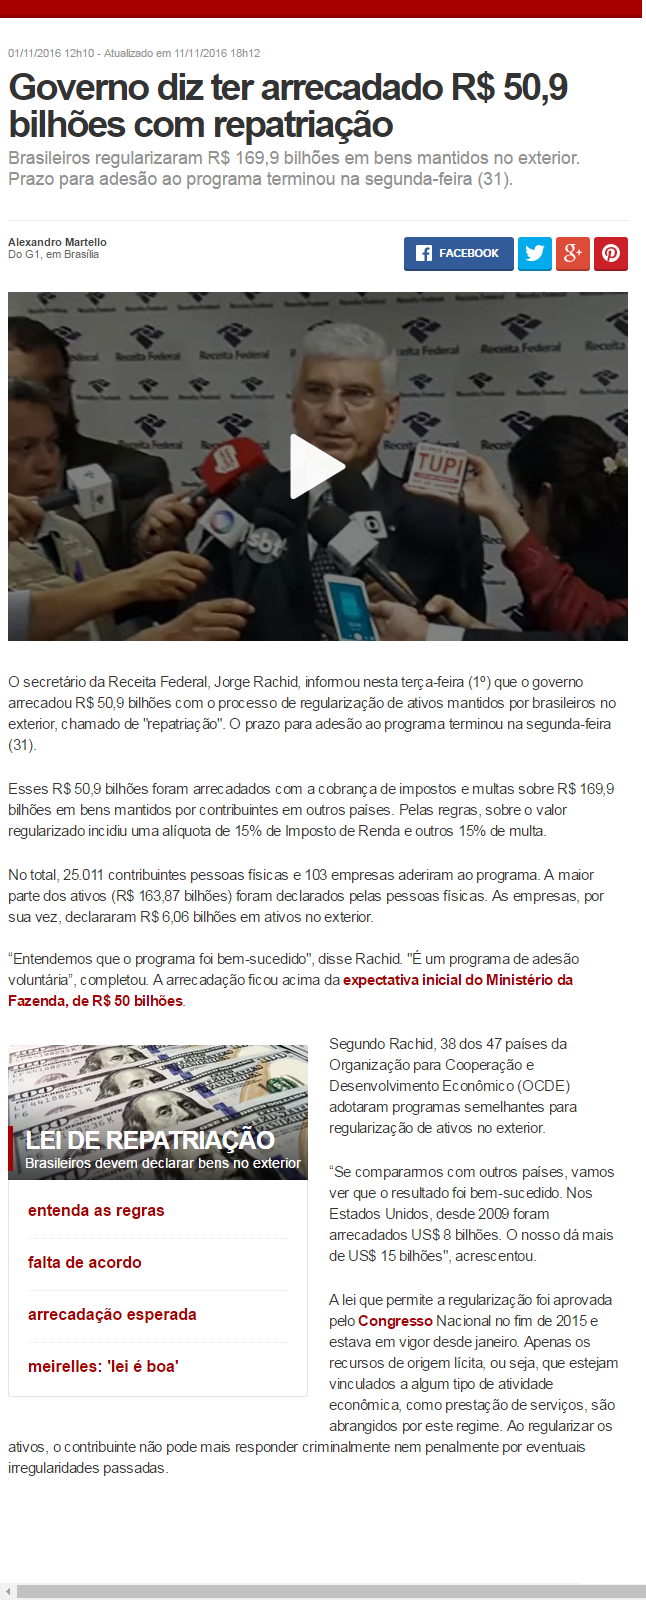 01/11/2016 12h10 - Atualizado em 11/11/2016 18h12
Governo diz ter arrecadado R$ 50,9
bilhões com repatriação
Brasileiros regularizaram R$ 169,9 bilhões em bens mantidos no exterior.
Prazo para adesão ao programa terminou na segunda-feira (31).
Alexandro Martello
Do G1, em Brasília
FACEBOOK
Receita Federal
Receita Federal
Receita Federal
Receita Federal
Receita Federal
TUPI
sbt
O secretário da Receita Federal, Jorge Rachid, informou nesta terça-feira (1º) que o governo
arrecadou R$ 50,9 bilhões com o processo de regularização de ativos mantidos por brasileiros no
exterior, chamado de "repatriação". O prazo para adesão ao programa terminou na segunda-feira
(31).
Esses R$ 50,9 bilhões foram arrecadados com a cobrança de impostos e multas sobre R$ 169,9
bilhões em bens mantidos por contribuintes em outros países. Pelas regras, sobre o valor
regularizado incidiu uma alíquota de 15% de Imposto de Renda e outros 15% de multa.
No total, 25.011 contribuintes pessoas físicas e 103 empresas aderiram ao programa. A maior
parte dos ativos (R$ 163,87 bilhões) foram declarados pelas pessoas físicas. As empresas, por
sua vez, declararam R$ 6,06 bilhões em ativos no exterior.
“Entendemos que o programa foi bem-sucedido", disse Rachid. "É um programa de adesão
voluntária”, completou. A arrecadação ficou acima da expectativa inicial do Ministério da
Fazenda, de R$ 50 bilhões.
LEI DE REPATRIAÇÃO
Brasileiros devem declarar bens no exterior
entenda as regras
falta de acordo
arrecadação esperada
meirelles: 'lei é boa'
Segundo Rachid, 38 dos 47 países da
Organização para Cooperação e
Desenvolvimento Econômico (OCDE)
adotaram programas semelhantes para
regularização de ativos no exterior.
“Se compararmos com outros países, vamos
ver que o resultado foi bem-sucedido. Nos
Estados Unidos, desde 2009 foram
arrecadados US$ 8 bilhões. O nosso dá mais
de US$ 15 bilhões", acrescentou.
A lei que permite a regularização foi aprovada
pelo Congresso Nacional no fim de 2015 e
estava em vigor desde janeiro. Apenas os
recursos de origem lícita, ou seja, que estejam
vinculados a algum tipo de atividade
econômica, como prestação de serviços, são
abrangidos por este regime. Ao regularizar os
ativos, o contribuinte não pode mais responder criminalmente nem penalmente por eventuais
irregularidades passadas.